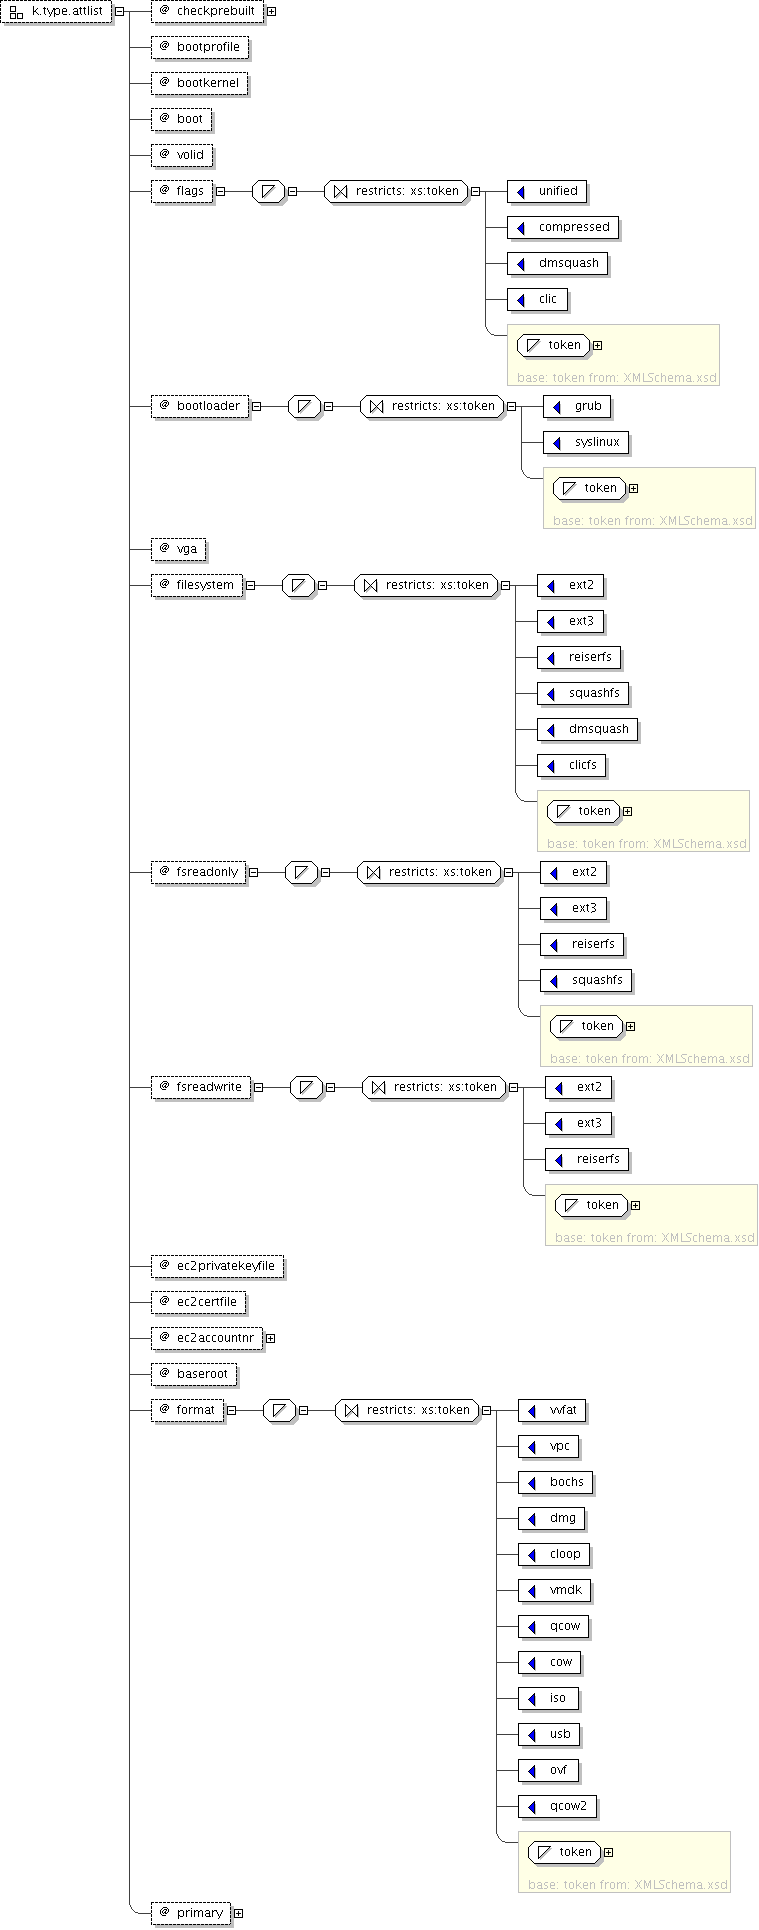 k.type.attlist
@ checkprebuilt
@ bootprofile
@ bootkernel
@ boot
@ volid
@ flags restricts: xs:token unified
compressed
dmsquash
clic
token
base: token from: XMLSchema.xsd
@ bootloader restricts: xs:token grub
syslinux
token
base: token from: XMLSchema.xsd
@ vga
@ filesystem restricts: xs:token ext2
ext3
reiserfs
squashfs
dmsquash
clicfs
token
base: token from: XMLSchema.xsd
@ fsreadonly restricts: xs:token ext2
ext3
reiserfs
squashfs
token
base: token from: XMLSchema.xsd
@ fsreadwrite restricts: xs:token ext2
ext3
reiserfs
token
base: token from: XMLSchema.xsd
@ ec2privatekeyfile
@ ec2certfile
@ ec2accountnr
@ baseroot
@ format restricts: xs:token vvfat
vpc
bochs
dmg
cloop
vmdk
qcow
cow
iso
usb
ovf
qcow2
token
base: token from: XMLSchema.xsd
@ primary